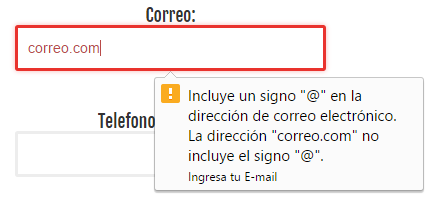 Correo:
correo.com
Incluye un signo "@" en la
dirección de correo electrónico.
La dirección "correo.com" no
incluye el signo "@".
Ingresa tu E-mail
Telefono